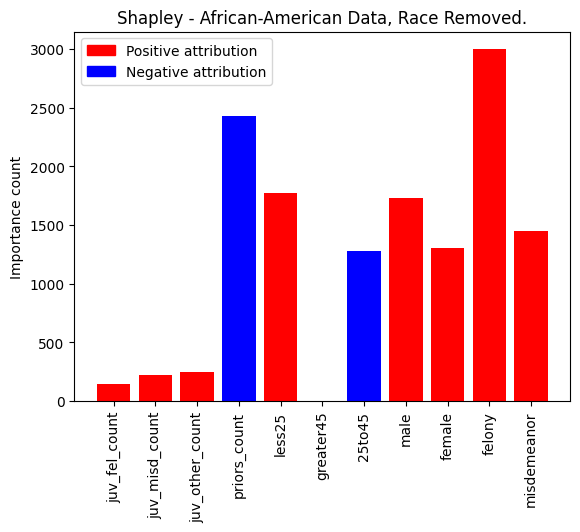 Shapley - African-American Data, Race Removed.
Positive attribution
Negative attribution
Importance count
3000
2500
2000
1500
1000
500
0
juv_fel_count
juv_misd_count
juv_other_count
priors_count
less25
greater45
25to45
male
female
felony
misdemeanor